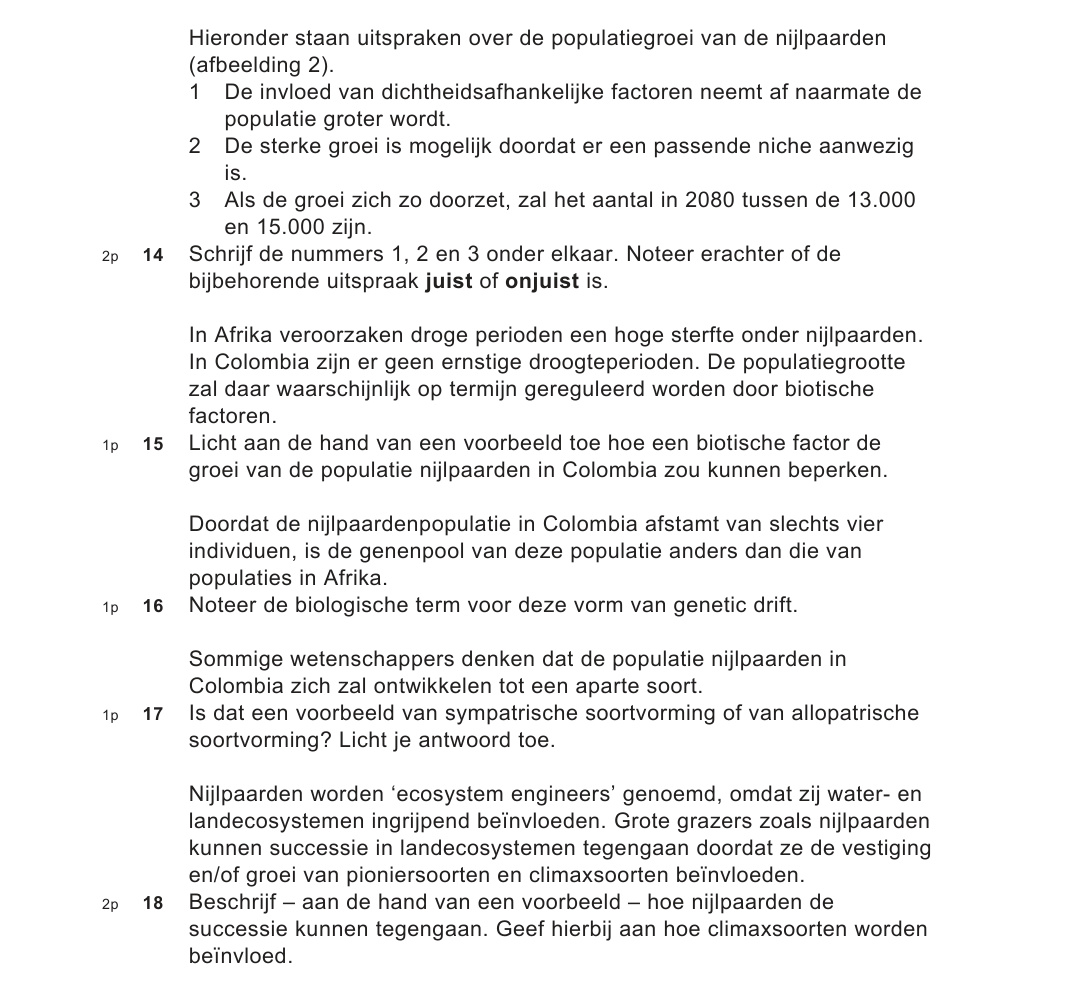 Hieronder staan uitspraken over de populatiegroei van de nijlpaarden
(afbeelding 2).
1 De invloed van dichtheidsafhankelijke factoren neemt af naarmate de
populatie groter wordt.
2 De sterke groei is mogelijk doordat er een passende niche aanwezig
is.
3 Als de groei zich zo doorzet, zal het aantal in 2080 tussen de 13.000
en 15.000 zijn.
2p 14 Schrijf de nummers 1, 2 en 3 onder elkaar. Noteer erachter of de
bijbehorende uitspraak juist of onjuist is.
In Afrika veroorzaken droge perioden een hoge sterfte onder nijlpaarden.
In Colombia zijn er geen ernstige droogteperioden. De populatiegrootte
zal daar waarschijnlijk op termijn gereguleerd worden door biotische
factoren.
1p 15 Licht aan de hand van een voorbeeld toe hoe een biotische factor de
groei van de populatie nijlpaarden in Colombia zou kunnen beperken.
Doordat de nijlpaardenpopulatie in Colombia afstamt van slechts vier
individuen, is de genenpool van deze populatie anders dan die van
populaties in Afrika.
1p 16 Noteer de biologische term voor deze vorm van genetic drift.
Sommige wetenschappers denken dat de populatie nijlpaarden in
Colombia zich zal ontwikkelen tot een aparte soort.
1p 17 Is dat een voorbeeld van sympatrische soortvorming of van allopatrische
soortvorming? Licht je antwoord toe.
Nijlpaarden worden ‘ecosystem engineers’ genoemd, omdat zij water- en
landecosystemen ingrijpend beïnvloeden. Grote grazers zoals nijlpaarden
kunnen successie in landecosystemen tegengaan doordat ze de vestiging
en/of groei van pioniersoorten en climaxsoorten beïnvloeden.
2p 18 Beschrijf – aan de hand van een voorbeeld – hoe nijlpaarden de
successie kunnen tegengaan. Geef hierbij aan hoe climaxsoorten worden
beïnvloed.